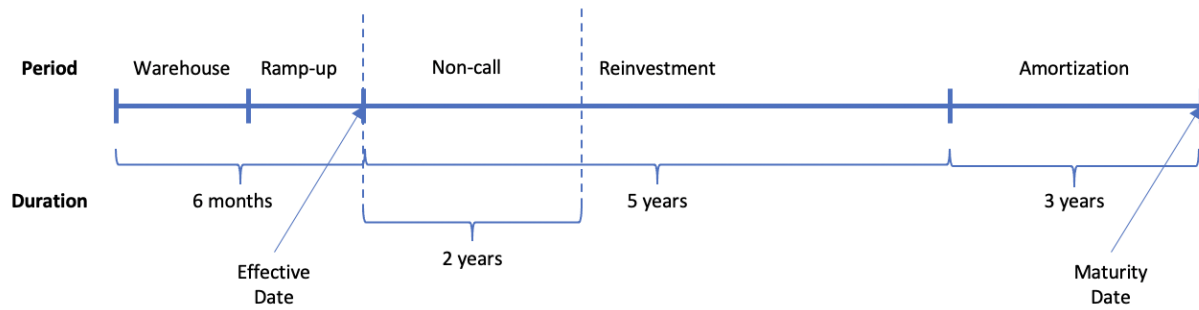 Period Warehouse Ramp-up Non-call Reinvestment Amortization
Duration 6 months 5 years 3 years
2 years
Effective
Date
Maturity
Date